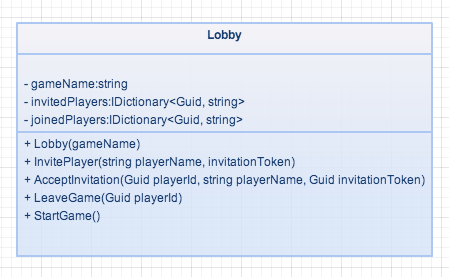 Lobby
- gameName:string
- invitedPlayers:IDictionary<Guid, string>
- joinedPlayers:IDictionary<Guid, string>
+ Lobby(gameName)
+ InvitePlayer(string playerName, invitationToken)
+ AcceptInvitation(Guid playerId, string playerName, Guid invitationToken)
+ LeaveGame(Guid playerId)
+ StartGame()